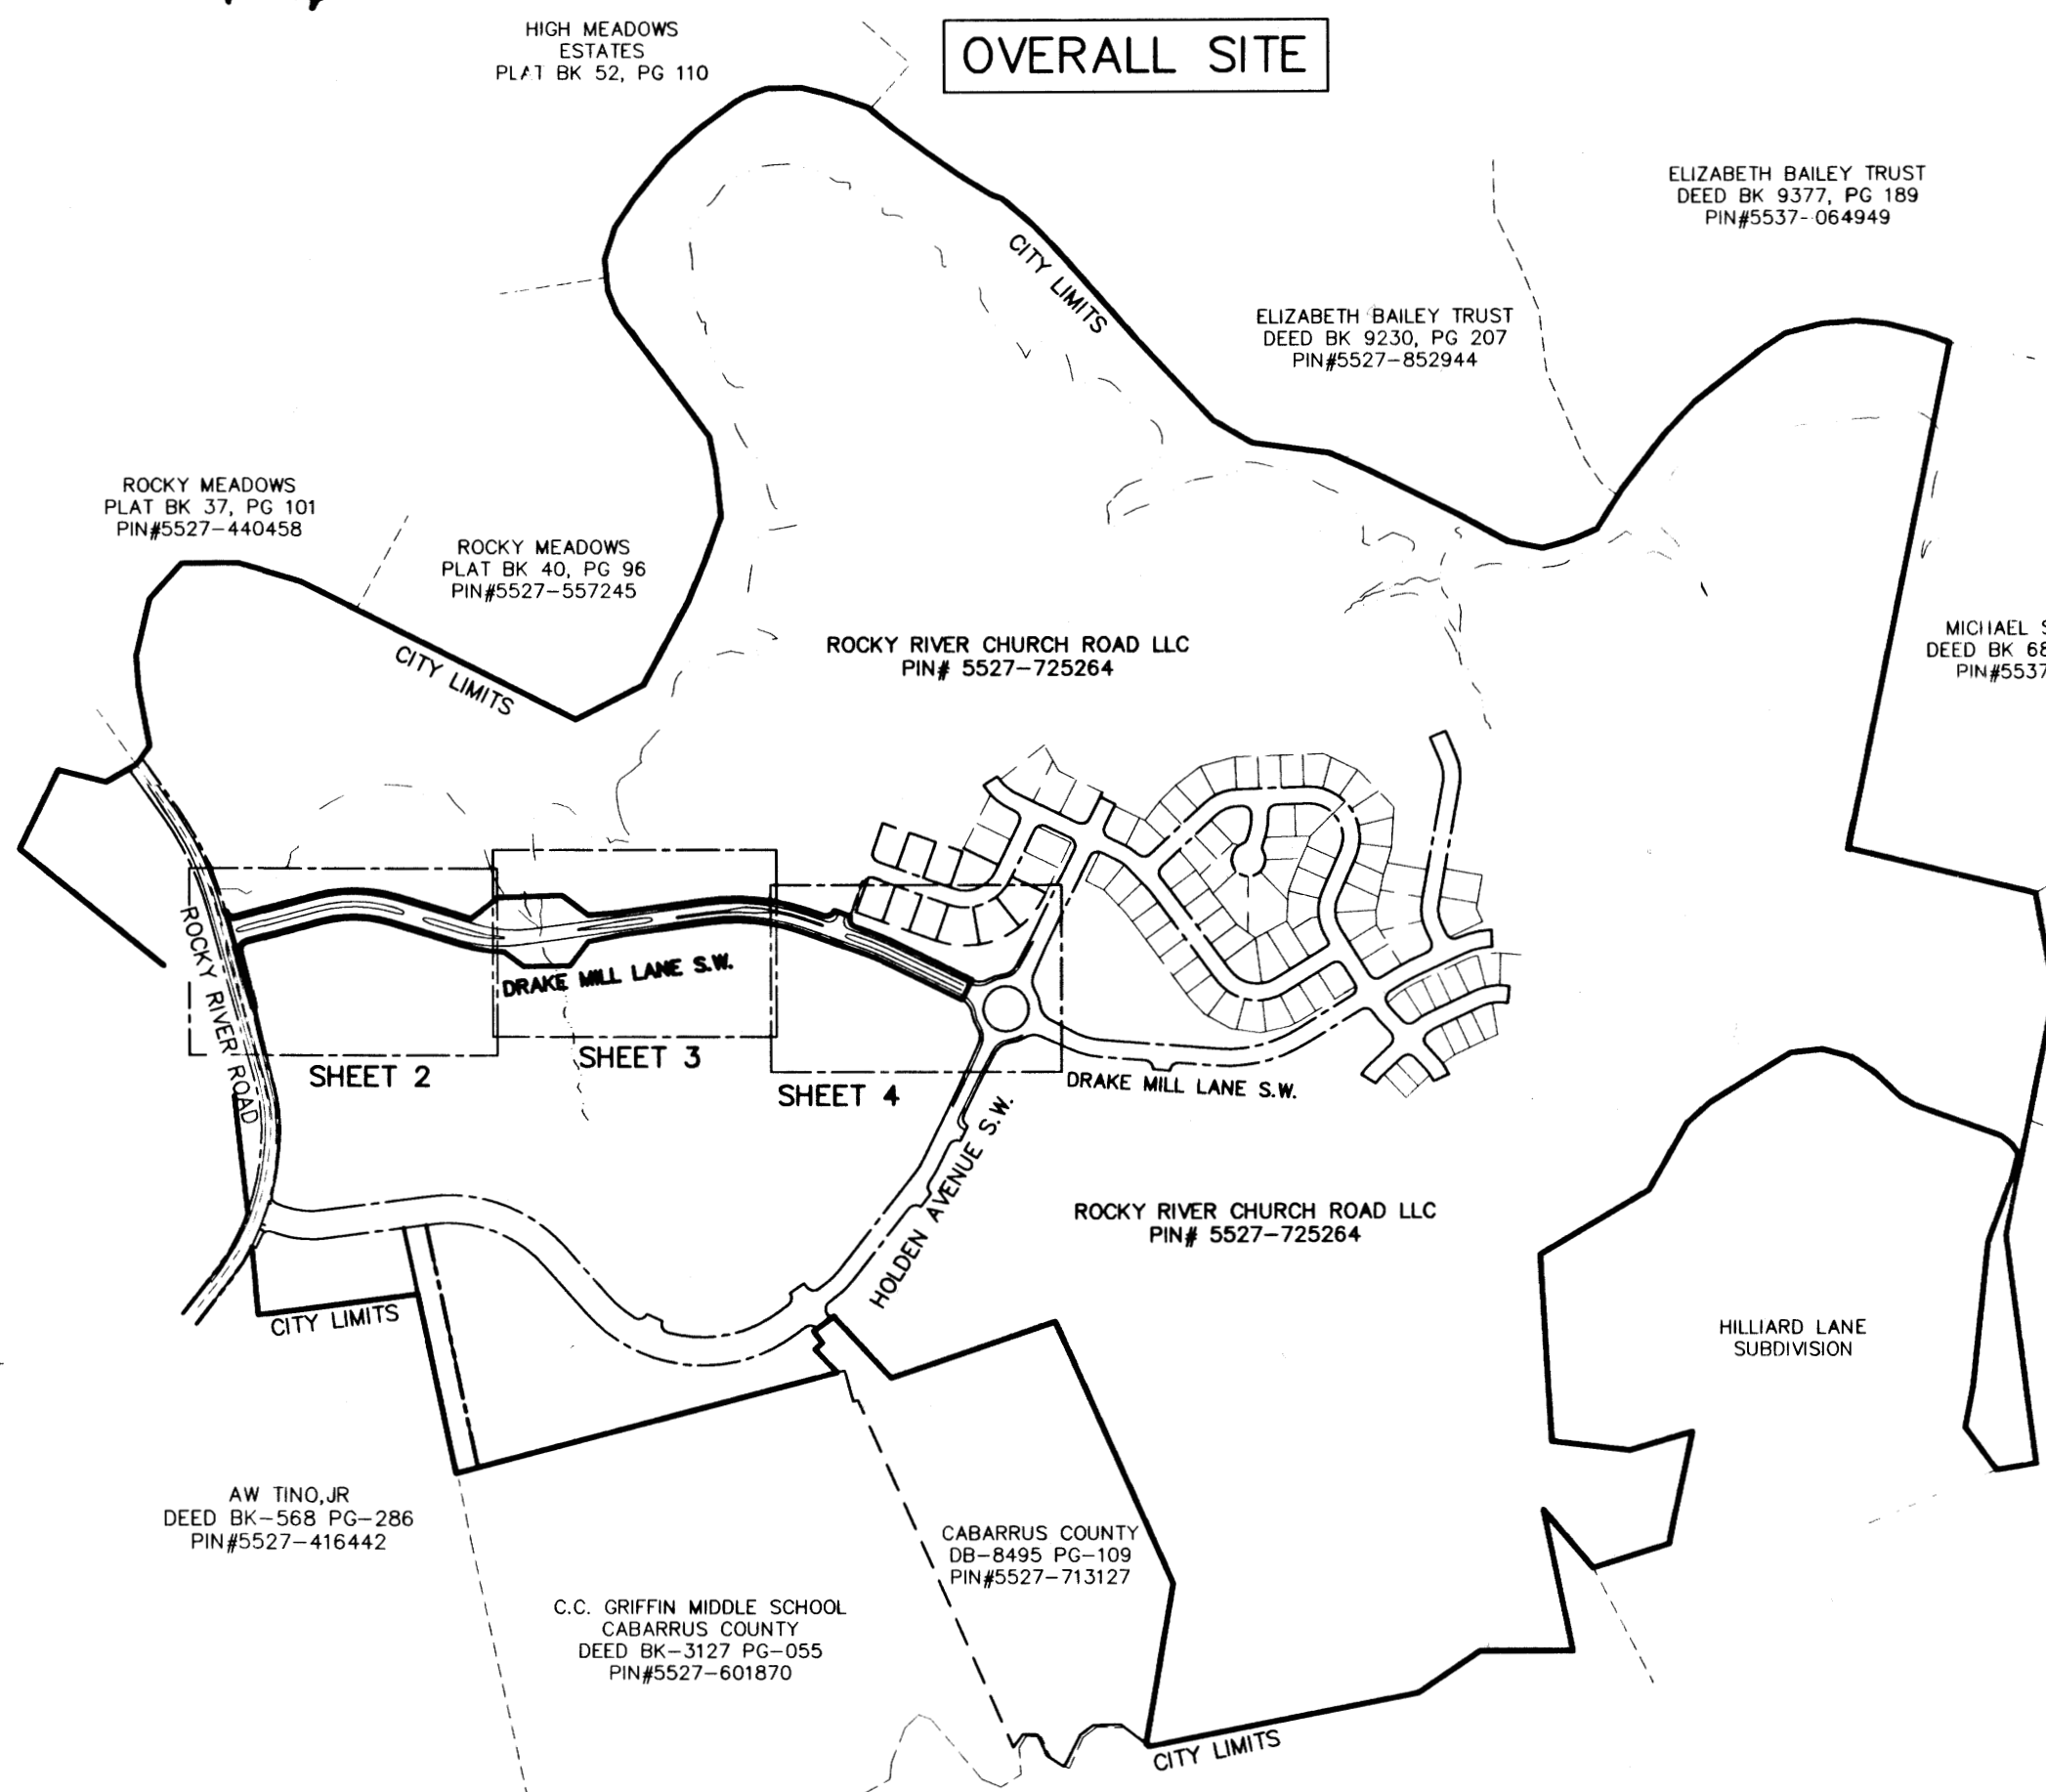 HIGH MEADOWS
ESTATES
PLAT BK 52, PG 110
OVERALL SITE
ELIZABETH BAILEY TRUST
DEED BK 9377, PG 189
PIN#5537-064949
CITY LIMITS
ELIZABETH BAILEY TRUST
DEED BK 9230, PG 207
PIN#5527-852944
ROCKY MEADOWS
PLAT BK 37, PG 101
PIN#5527-440458
ROCKY MEADOWS
PLAT BK 40, PG 96
PIN#5527-557245
CITY LIMITS
ROCKY RIVER CHURCH ROAD LLC
PIN# 5527-725264
MICHAEL S
DEED BK 68
PIN#5537
ROCKY RIVER ROAD
DRAKE MILL LANE S.W.
SHEET 2
SHEET 3
SHEET 4
DRAKE MILL LANE S.W.
HOLDEN AVENUE S.W.
ROCKY RIVER CHURCH ROAD LLC
PIN# 5527-725264
CITY LIMITS
HILLIARD LANE
SUBDIVISION
AW TINO,JR
DEED BK-568 PG-286
PIN#5527-416442
CABARRUS COUNTY
DB-8495 PG-109
PIN#5527-713127
C.C. GRIFFIN MIDDLE SCHOOL
CABARRUS COUNTY
DEED BK-3127 PG-055
PIN#5527-601870
CITY LIMITS